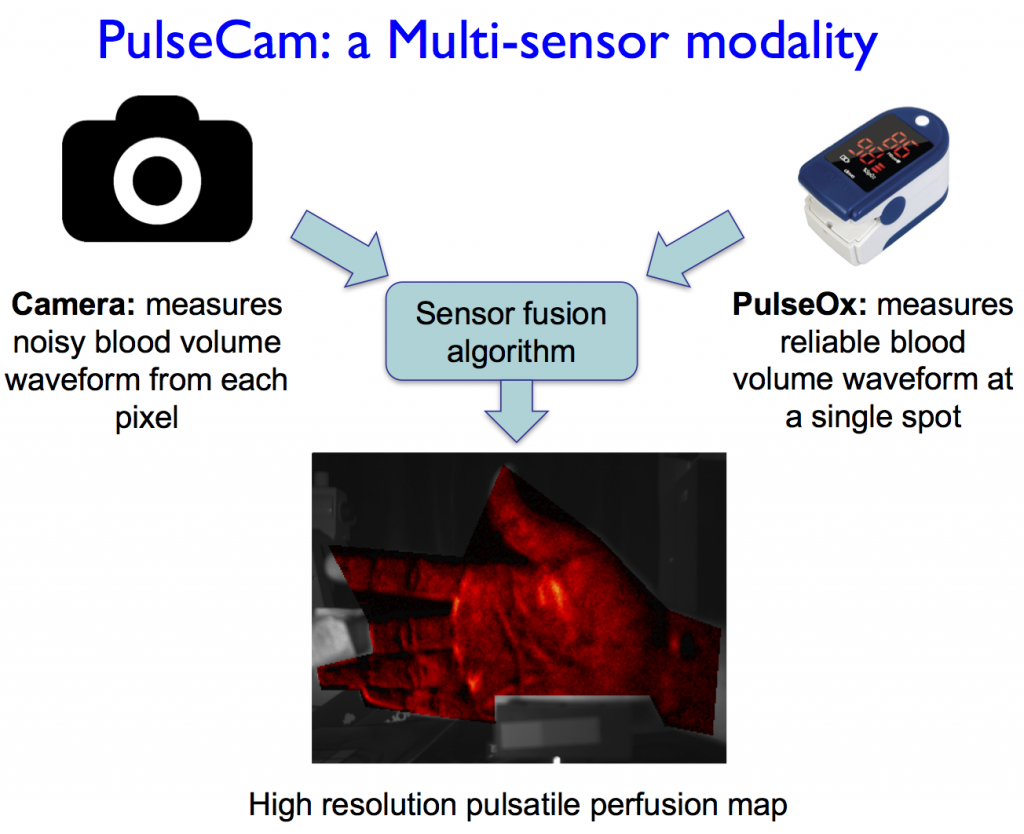 PulseCam: a Multi-sensor modality
Camera: measures
noisy blood volume
waveform from each
pixel
Sensor fusion
algorithm
PulseOx: measures
reliable blood
volume waveform at
a single spot
High resolution pulsatile perfusion map